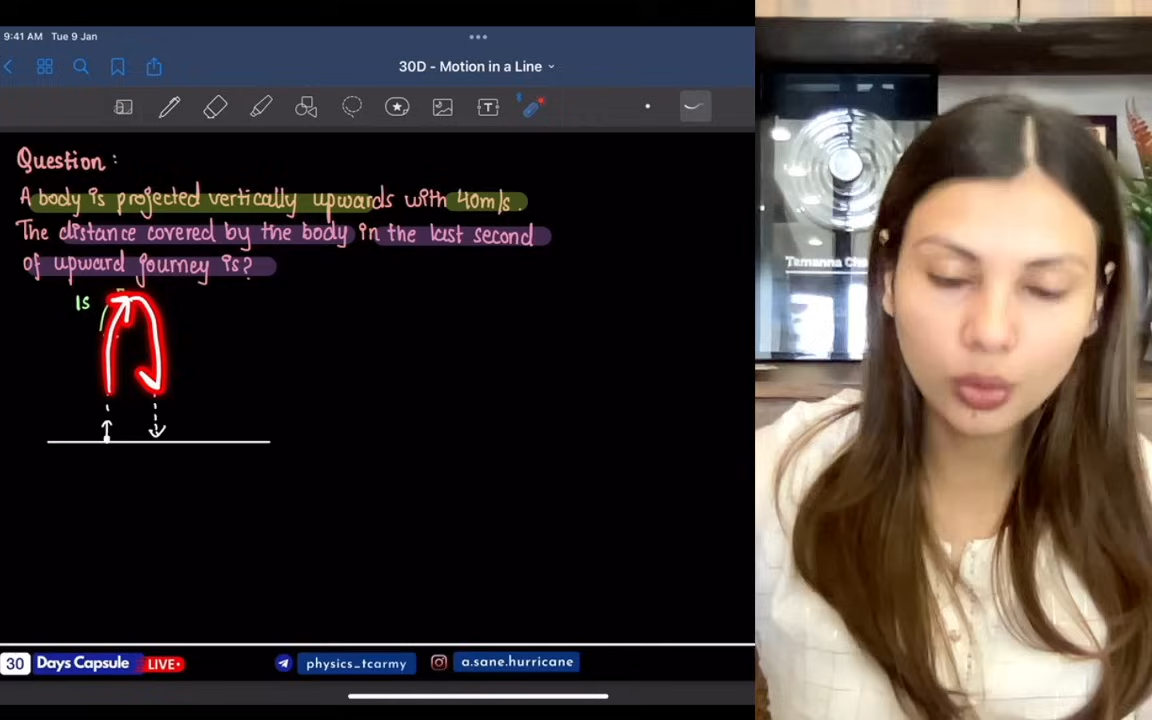 9:41 AM Tue 9 Jan
30D - Motion in a Line
Question :
A body is projected vertically upwards with 40m/s.
The distance covered by the body in the last second
of upward journey is?
1s
30 Days Capsule LIVE
physics_tcarmy
a.sane.hurricane
Tamanna